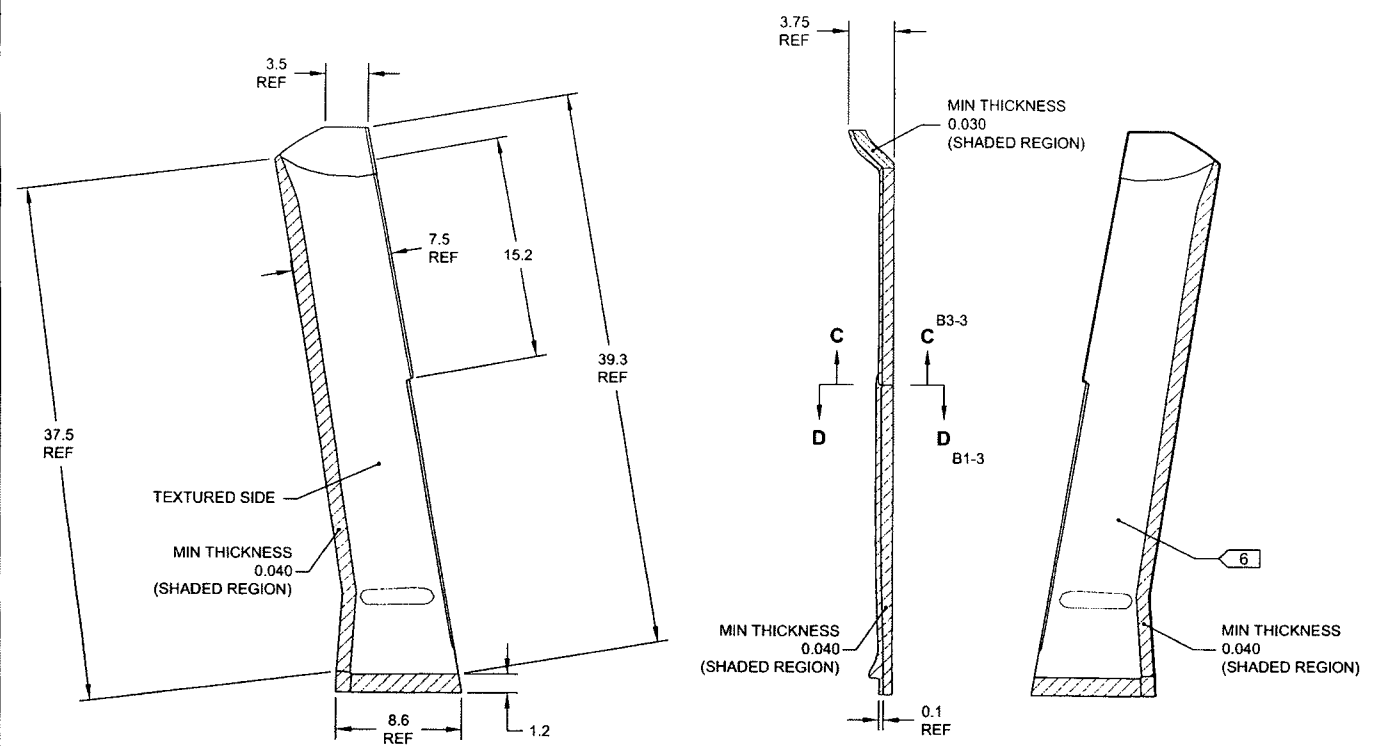 3.5
REF
7.5
REF
15.2
39.3
REF
37.5
REF
TEXTURED SIDE
MIN THICKNESS
0.040
(SHADED REGION)
8.6
REF
1.2
3.75
REF
MIN THICKNESS
0.030
(SHADED REGION)
C
C B3-3
D
D
B1-3
MIN THICKNESS
0.040
(SHADED REGION)
0.1
REF
6
MIN THICKNESS
0.040
(SHADED REGION)